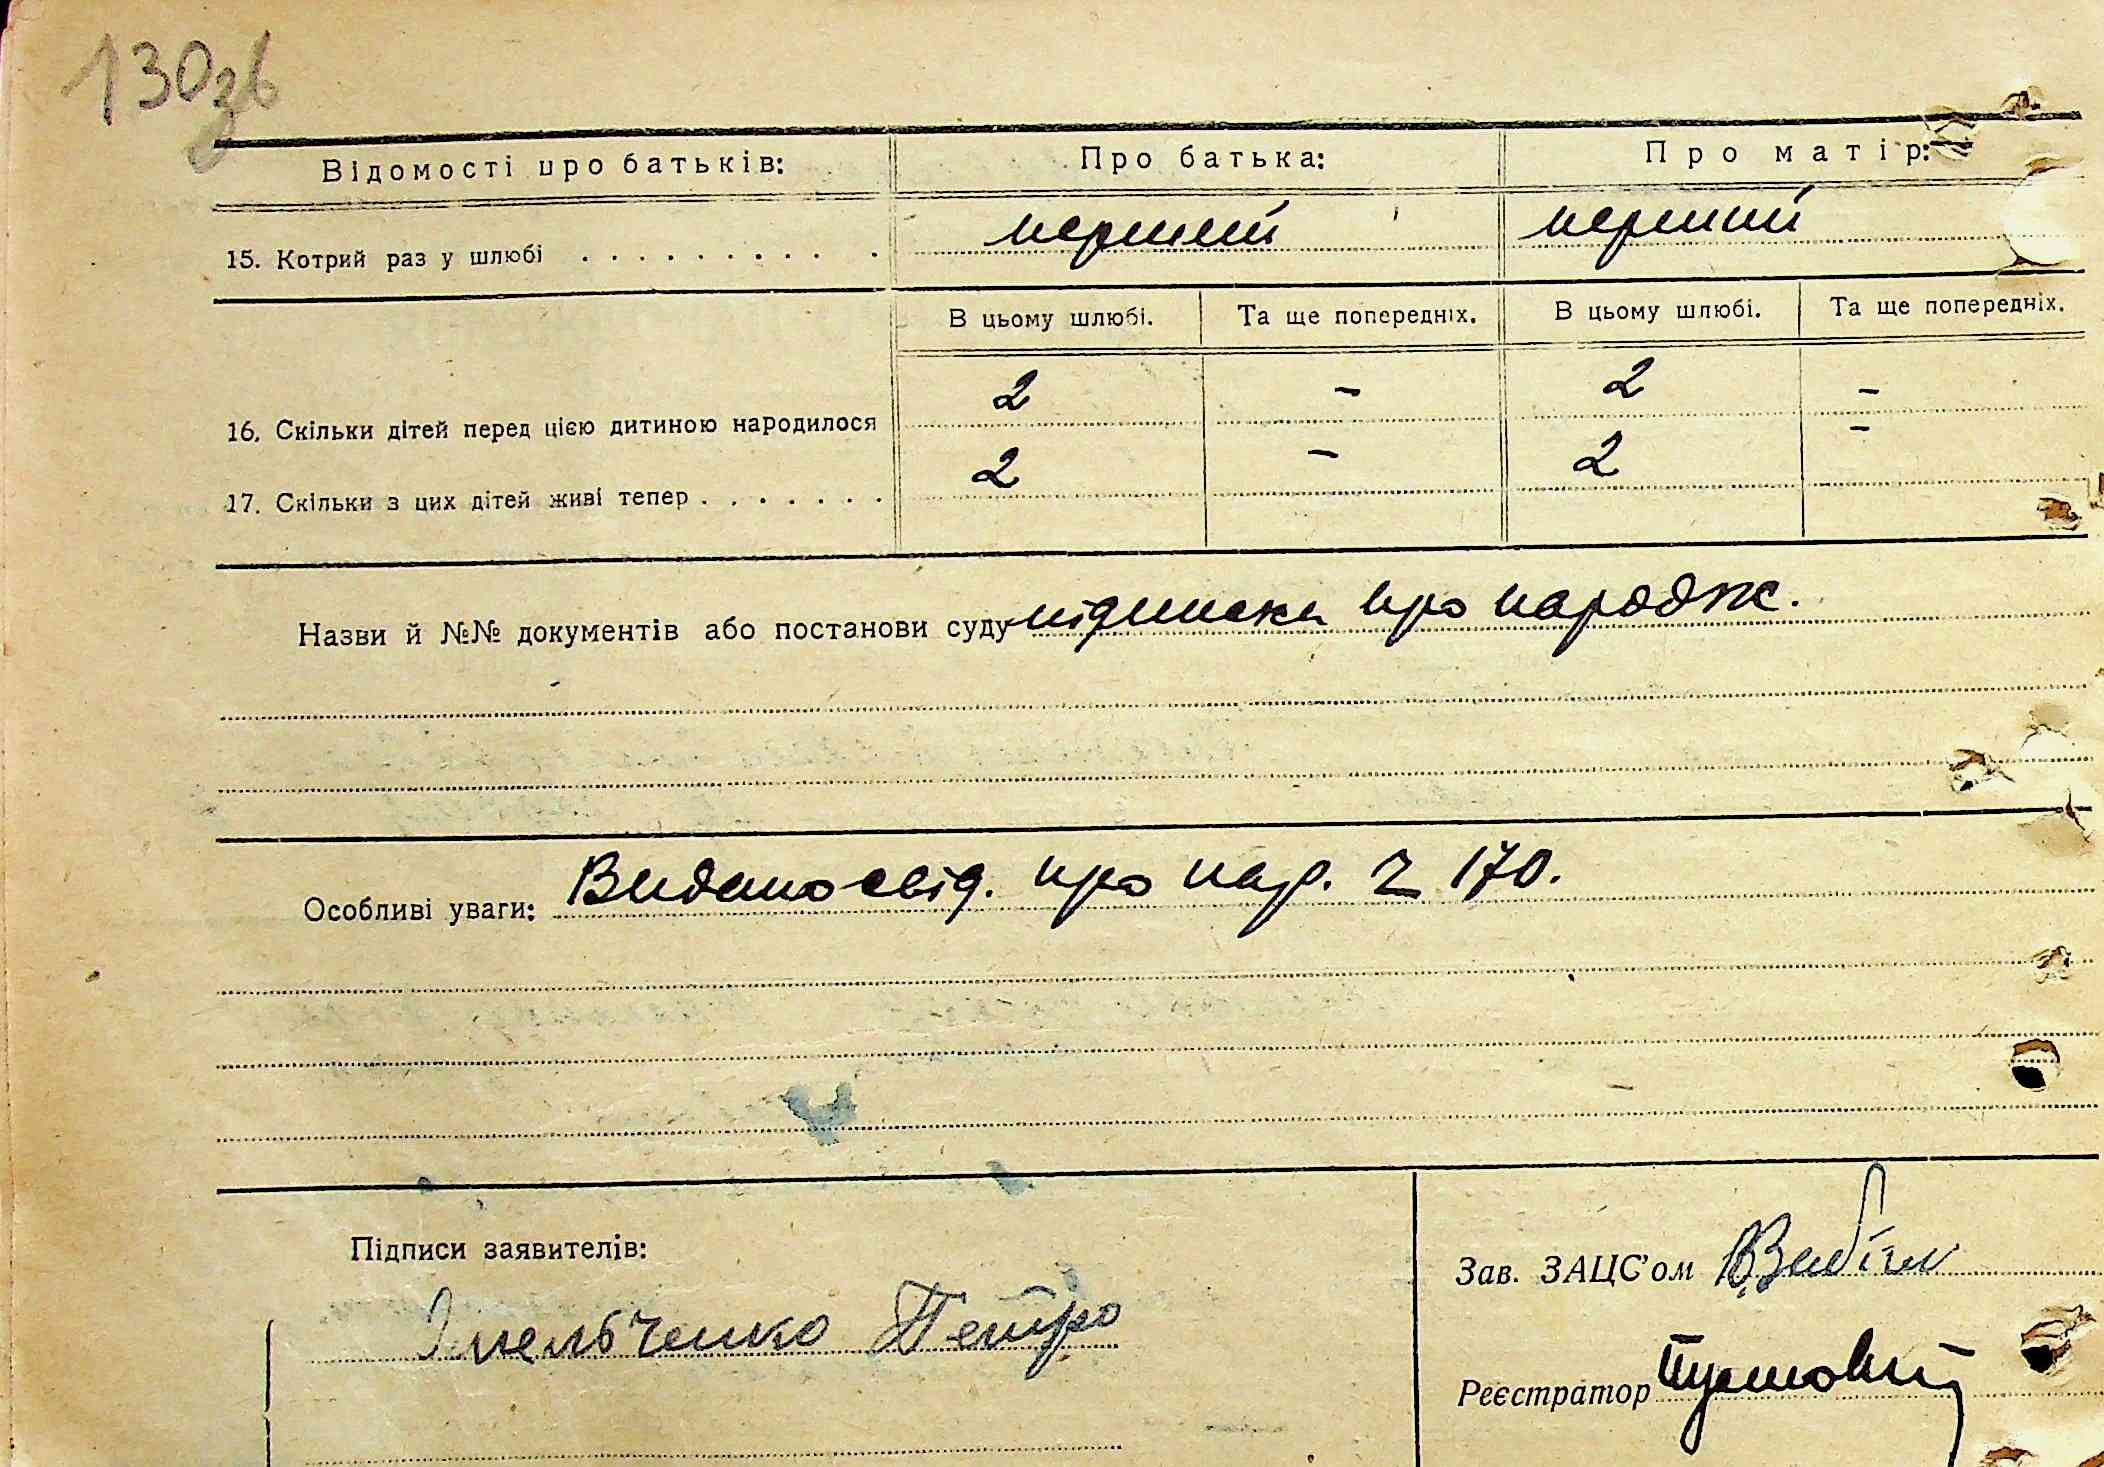 130зв
Відомості про батьків: Про батька: Про матір:
15. Котрий раз у шлюбі . . . . . . . . . . . перший перший
В цьому шлюбі. Та ще попередніх. В цьому шлюбі. Та ще попередніх.
16. Скільки дітей перед цією дитиною народилося 2 - 2 -
17. Скільки з цих дітей живі тепер . . . . . . . 2 - 2 -
Назви й №№ документів або постанови суду підписка про народж.
Особливі уваги: Видано свід. про нар. 170.
Підписи заявителів:
Зав. ЗАЦС'ом
Омельченко Петро
Реєстратор